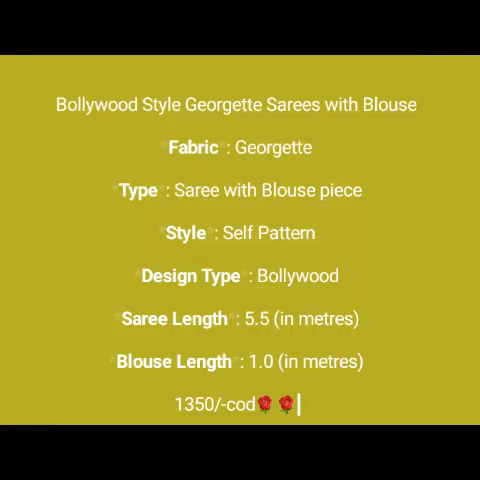 Bollywood Style Georgette Sarees with Blouse
*Fabric*: Georgette
*Type*: Saree with Blouse piece
*Style*: Self Pattern
*Design Type*: Bollywood
*Saree Length*: 5.5 (in metres)
*Blouse Length*: 1.0 (in metres)
1350/-cod🌹🌹